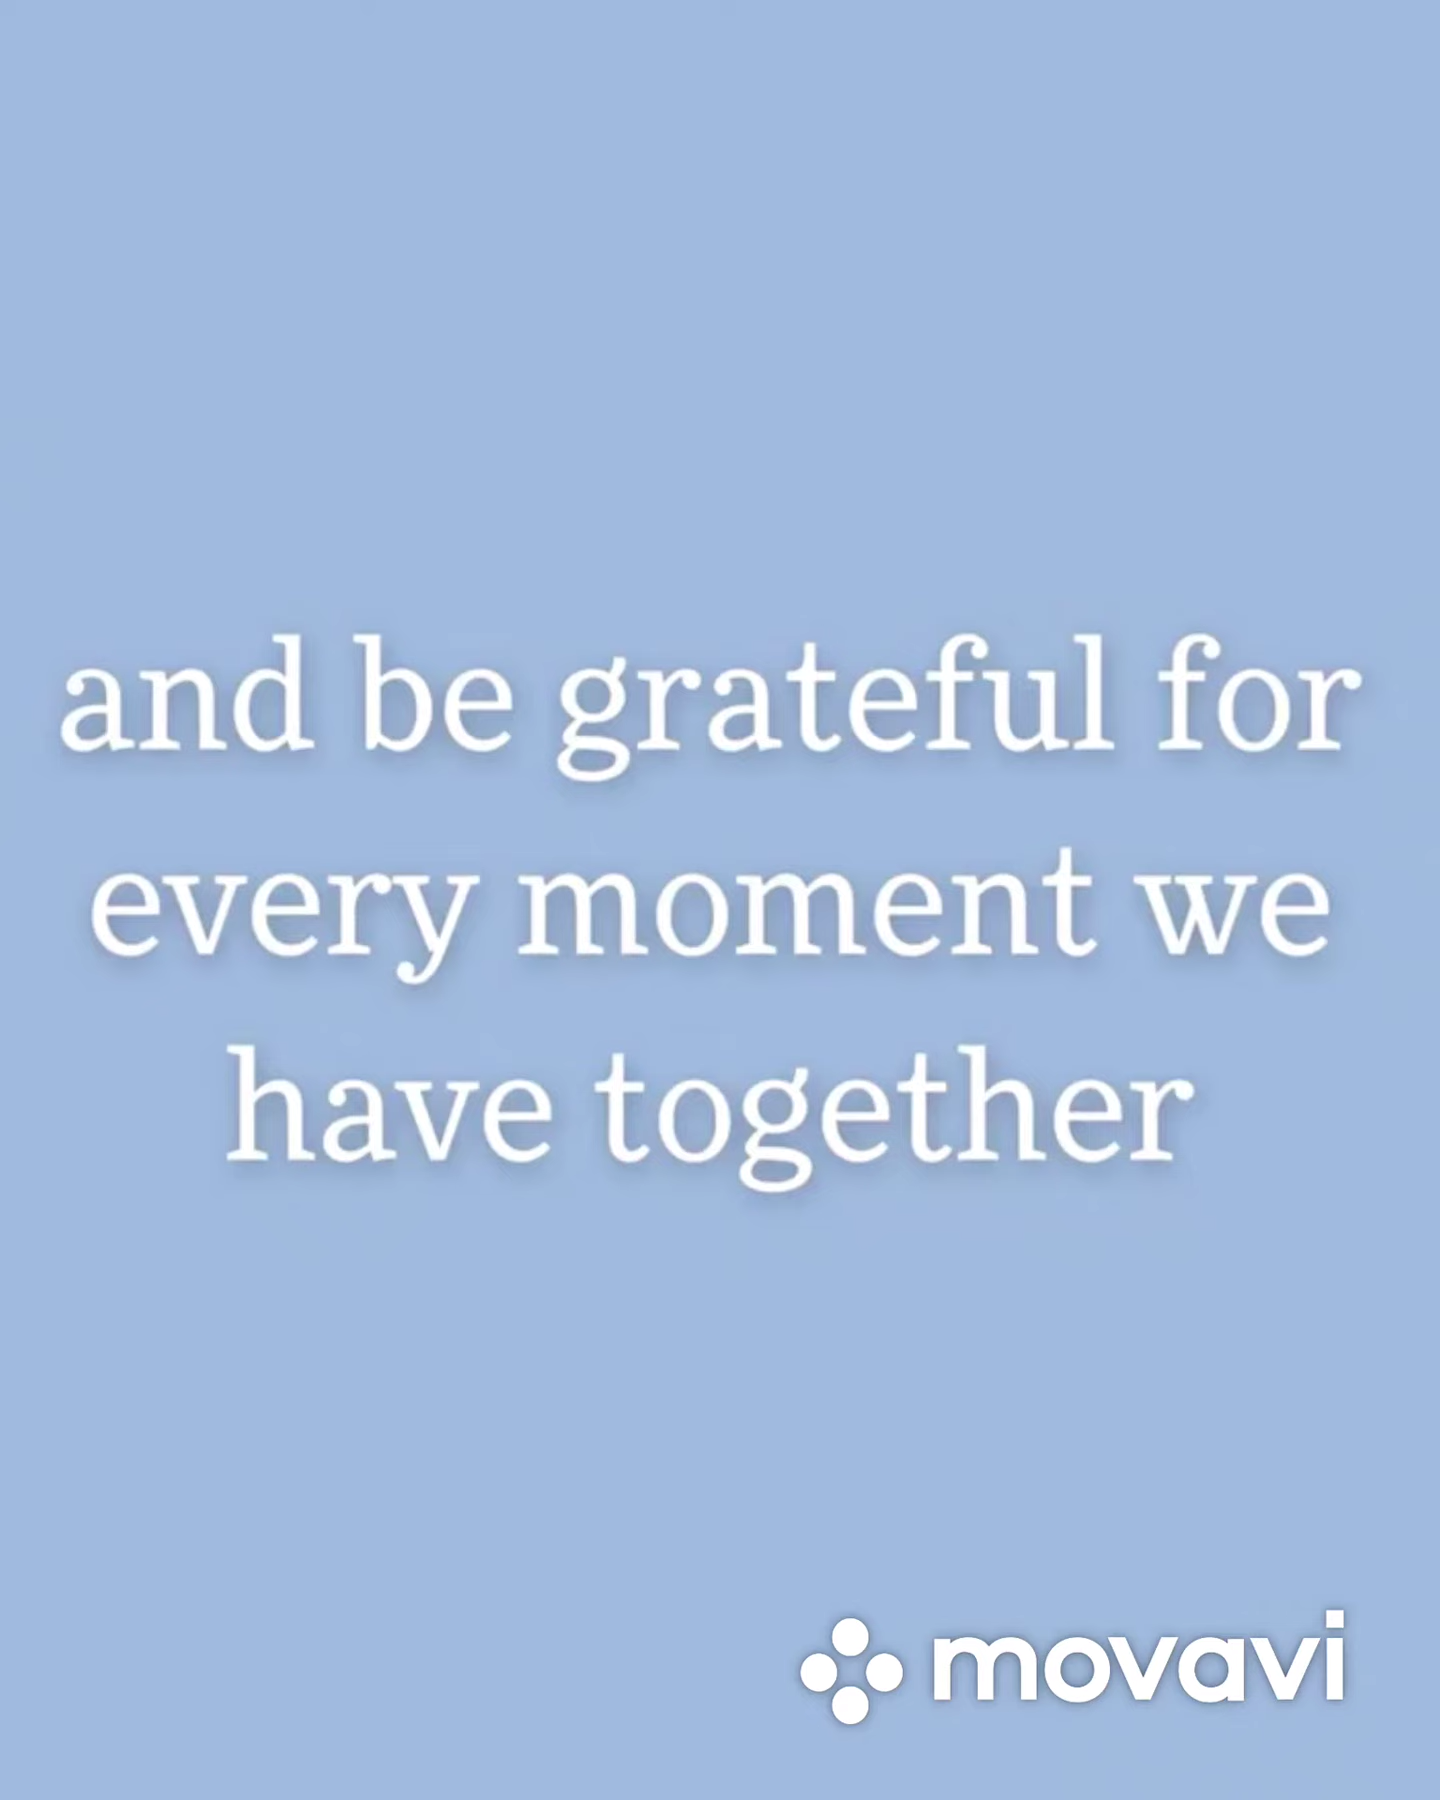 and be grateful for
every moment we
have together
movavi